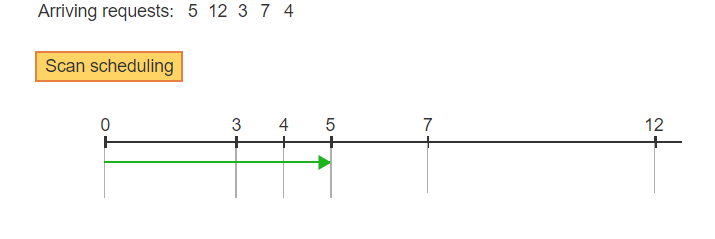 Arriving requests: 5 12 3 7 4
Scan scheduling
0 3 4 5 7 12